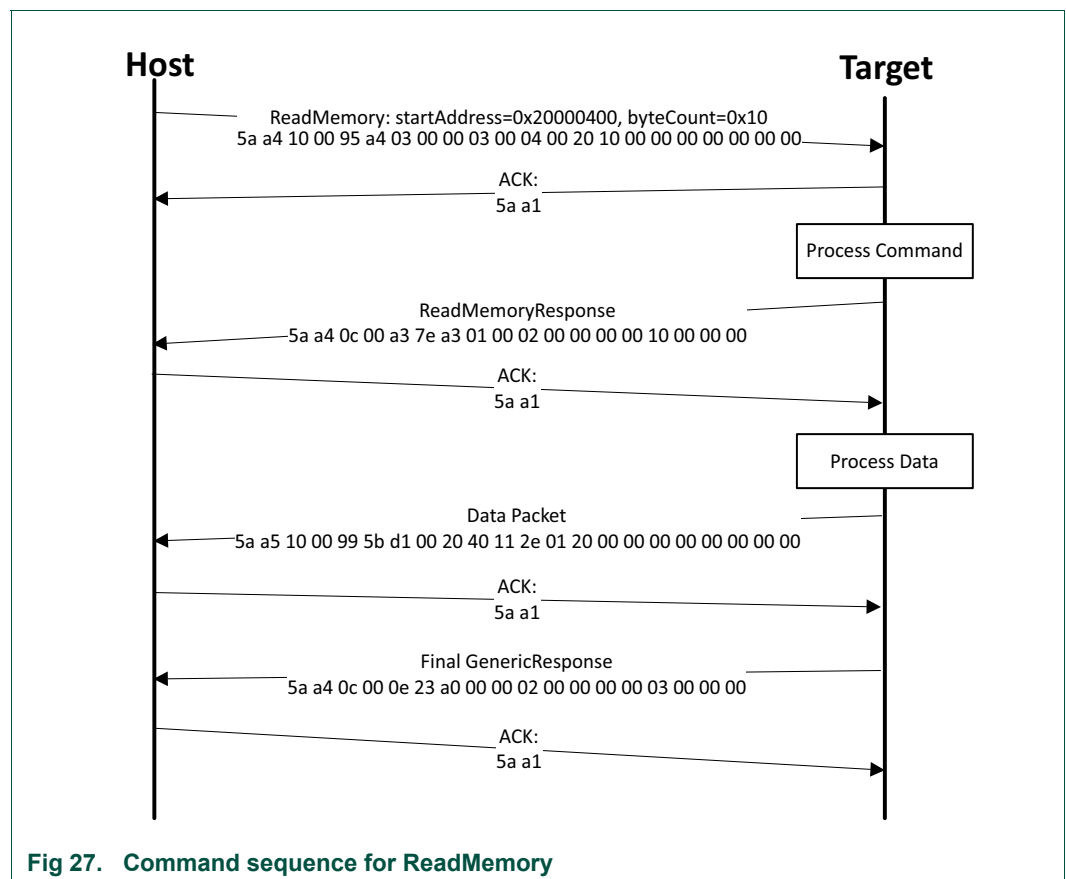 Host
Target
ReadMemory: startAddress=0x20000400, byteCount=0x10
5a a4 10 00 95 a4 03 00 00 03 00 04 00 20 10 00 00 00 00 00 00 00
ACK:
5a a1
Process Command
ReadMemoryResponse
5a a4 0c 00 a3 7e a3 01 00 02 00 00 00 00 10 00 00 00
ACK:
5a a1
Process Data
Data Packet
5a a5 10 00 99 5b d1 00 20 40 11 2e 01 20 00 00 00 00 00 00 00 00
ACK:
5a a1
Final GenericResponse
5a a4 0c 00 0e 23 a0 00 00 02 00 00 00 00 03 00 00 00
ACK:
5a a1
Fig 27. Command sequence for ReadMemory